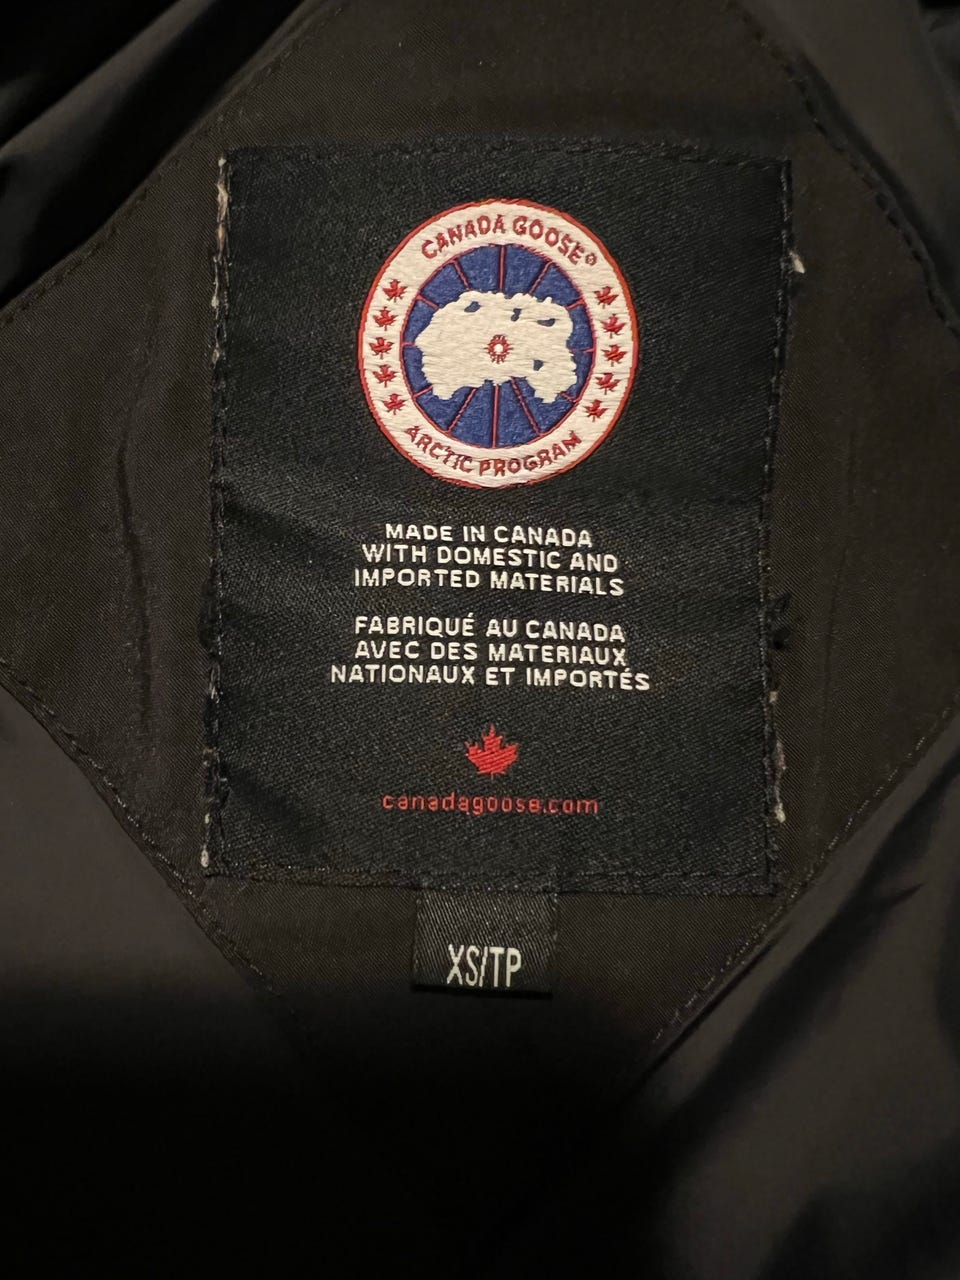 CANADA GOOSE®
ARCTIC PROGRAM
MADE IN CANADA
WITH DOMESTIC AND
IMPORTED MATERIALS
FABRIQUÉ AU CANADA
AVEC DES MATERIAUX
NATIONAUX ET IMPORTÉS
canadagoose.com
XS/TP